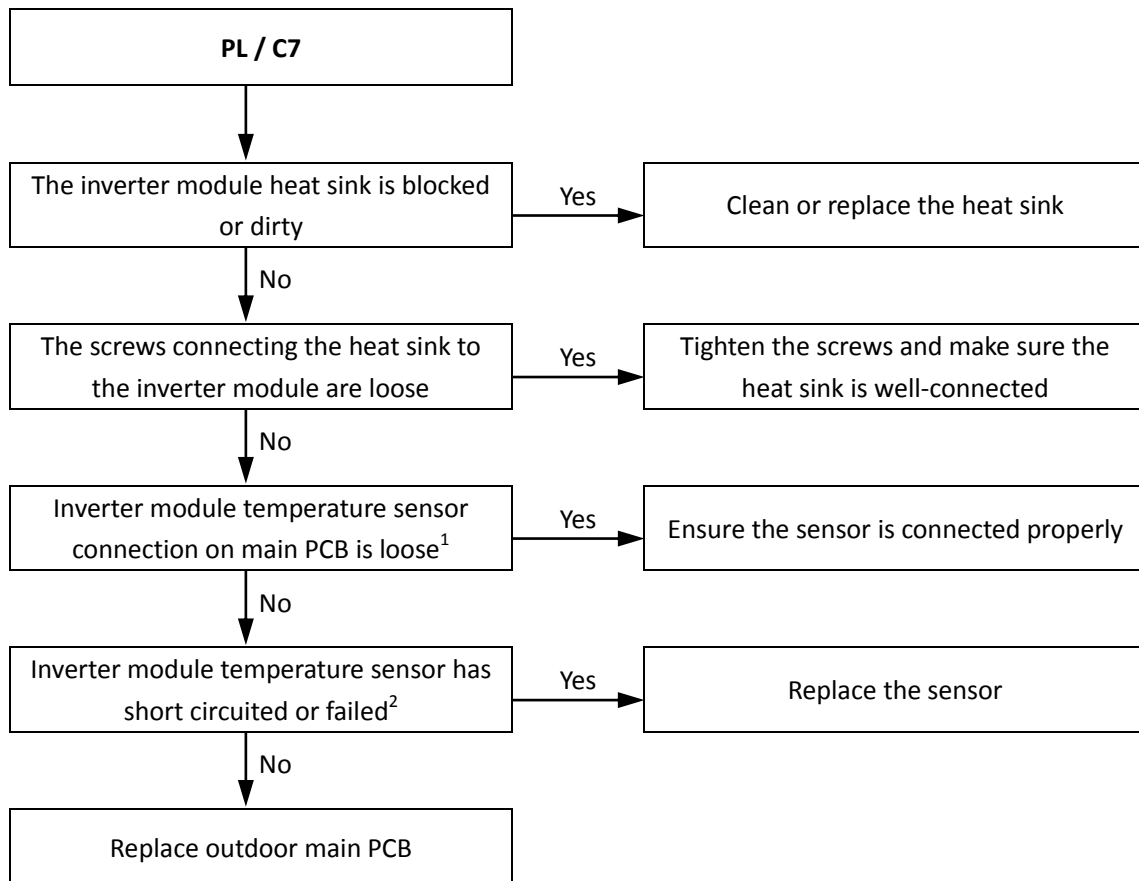 PL / C7
The inverter module heat sink is blocked
or dirty
Yes
Clean or replace the heat sink
No
The screws connecting the heat sink to
the inverter module are loose
Yes
Tighten the screws and make sure the
heat sink is well-connected
No
Inverter module temperature sensor
connection on main PCB is loose¹
Yes
Ensure the sensor is connected properly
No
Inverter module temperature sensor has
short circuited or failed²
Yes
Replace the sensor
No
Replace outdoor main PCB